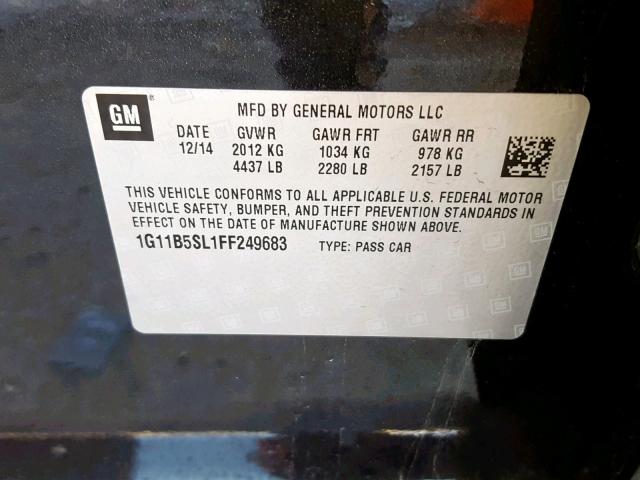 GM ® MFD BY GENERAL MOTORS LLC
DATE GVWR GAWR FRT GAWR RR
12/14 2012 KG 1034 KG 978 KG
4437 LB 2280 LB 2157 LB
THIS VEHICLE CONFORMS TO ALL APPLICABLE U.S. FEDERAL MOTOR
VEHICLE SAFETY, BUMPER, AND THEFT PREVENTION STANDARDS IN
EFFECT ON THE DATE OF MANUFACTURE SHOWN ABOVE.
1G11B5SL1FF249683 TYPE: PASS CAR